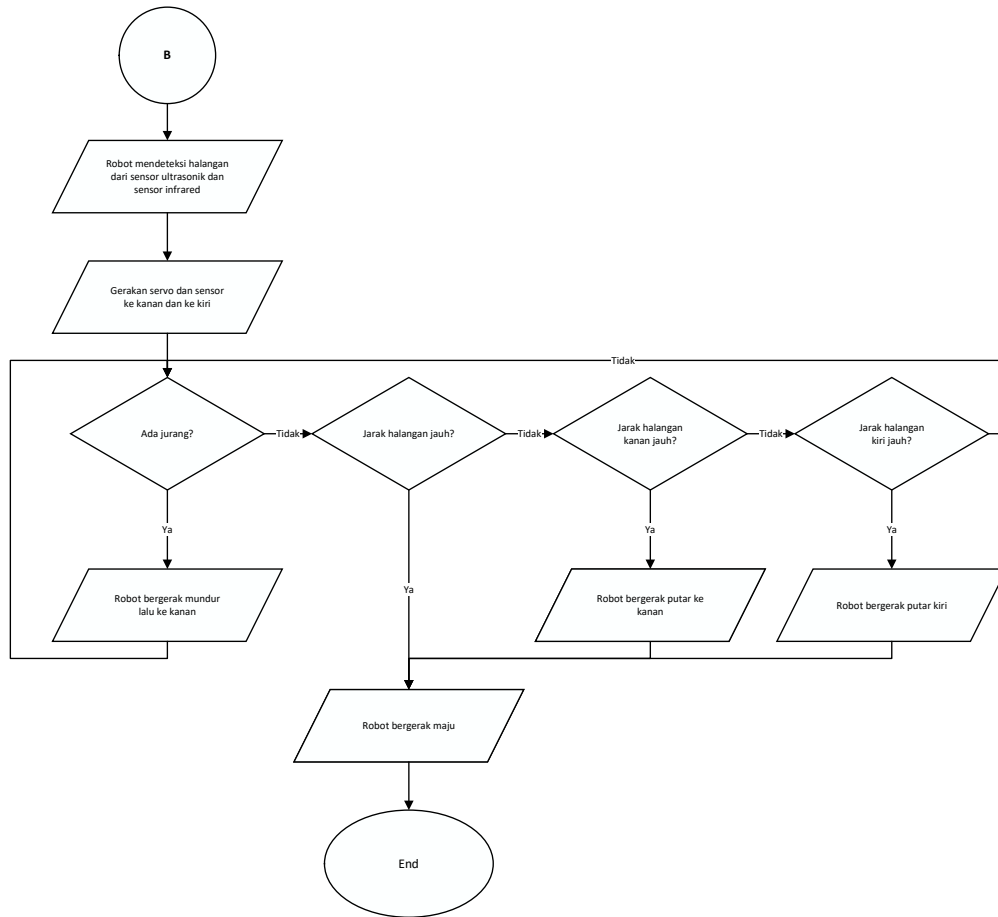 B
Robot mendeteksi halangan
dari sensor ultrasonik dan
sensor infrared
Gerakan servo dan sensor
ke kanan dan ke kiri
Tidak
Ada jurang?
Tidak
Jarak halangan jauh?
Tidak
Jarak halangan
kanan jauh?
Tidak
Jarak halangan
kiri jauh?
Ya
Ya
Ya
Ya
Robot bergerak mundur
lalu ke kanan
Robot bergerak putar ke
kanan
Robot bergerak putar kiri
Robot bergerak maju
End